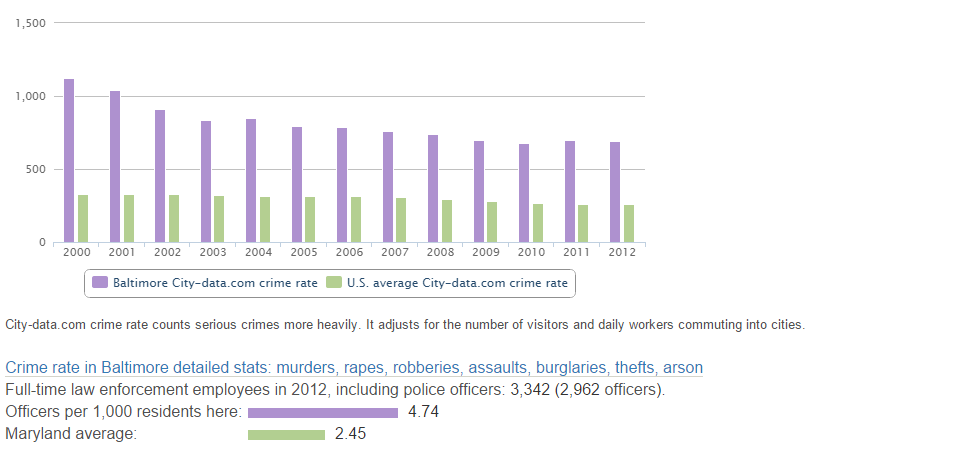 1,500
1,000
500
0
2000 2001 2002 2003 2004 2005 2006 2007 2008 2009 2010 2011 2012
Baltimore City-data.com crime rate U.S. average City-data.com crime rate
City-data.com crime rate counts serious crimes more heavily. It adjusts for the number of visitors and daily workers commuting into cities.
Crime rate in Baltimore detailed stats: murders, rapes, robberies, assaults, burglaries, thefts, arson
Full-time law enforcement employees in 2012, including police officers: 3,342 (2,962 officers).
Officers per 1,000 residents here: 4.74
Maryland average: 2.45